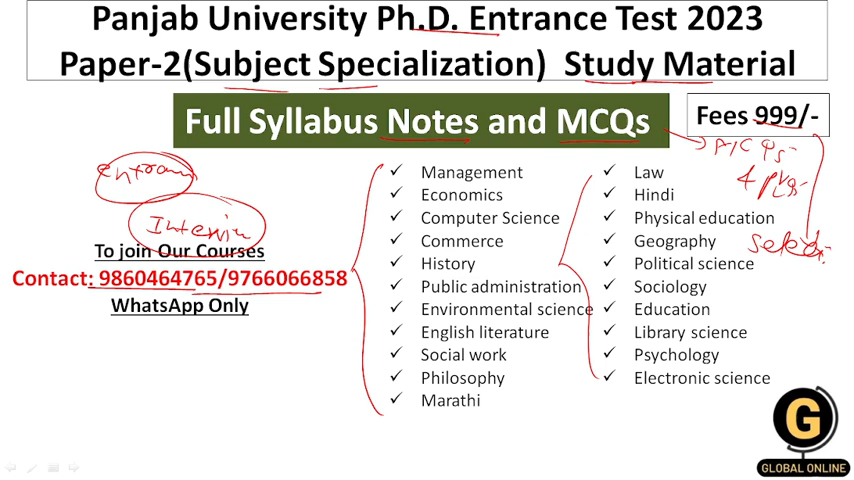 Panjab University Ph.D. Entrance Test 2023
Paper-2(Subject Specialization) Study Material
Full Syllabus Notes and MCQs
Fees 999/-
Interview
To join Our Courses
Contact: 9860464765/9766066858
WhatsApp Only
Management
Economics
Computer Science
Commerce
History
Public administration
Environmental science
English literature
Social work
Philosophy
Marathi
Law
Hindi
Physical education
Geography
Political science
Sociology
Education
Library science
Psychology
Electronic science
G
GLOBAL ONLINE